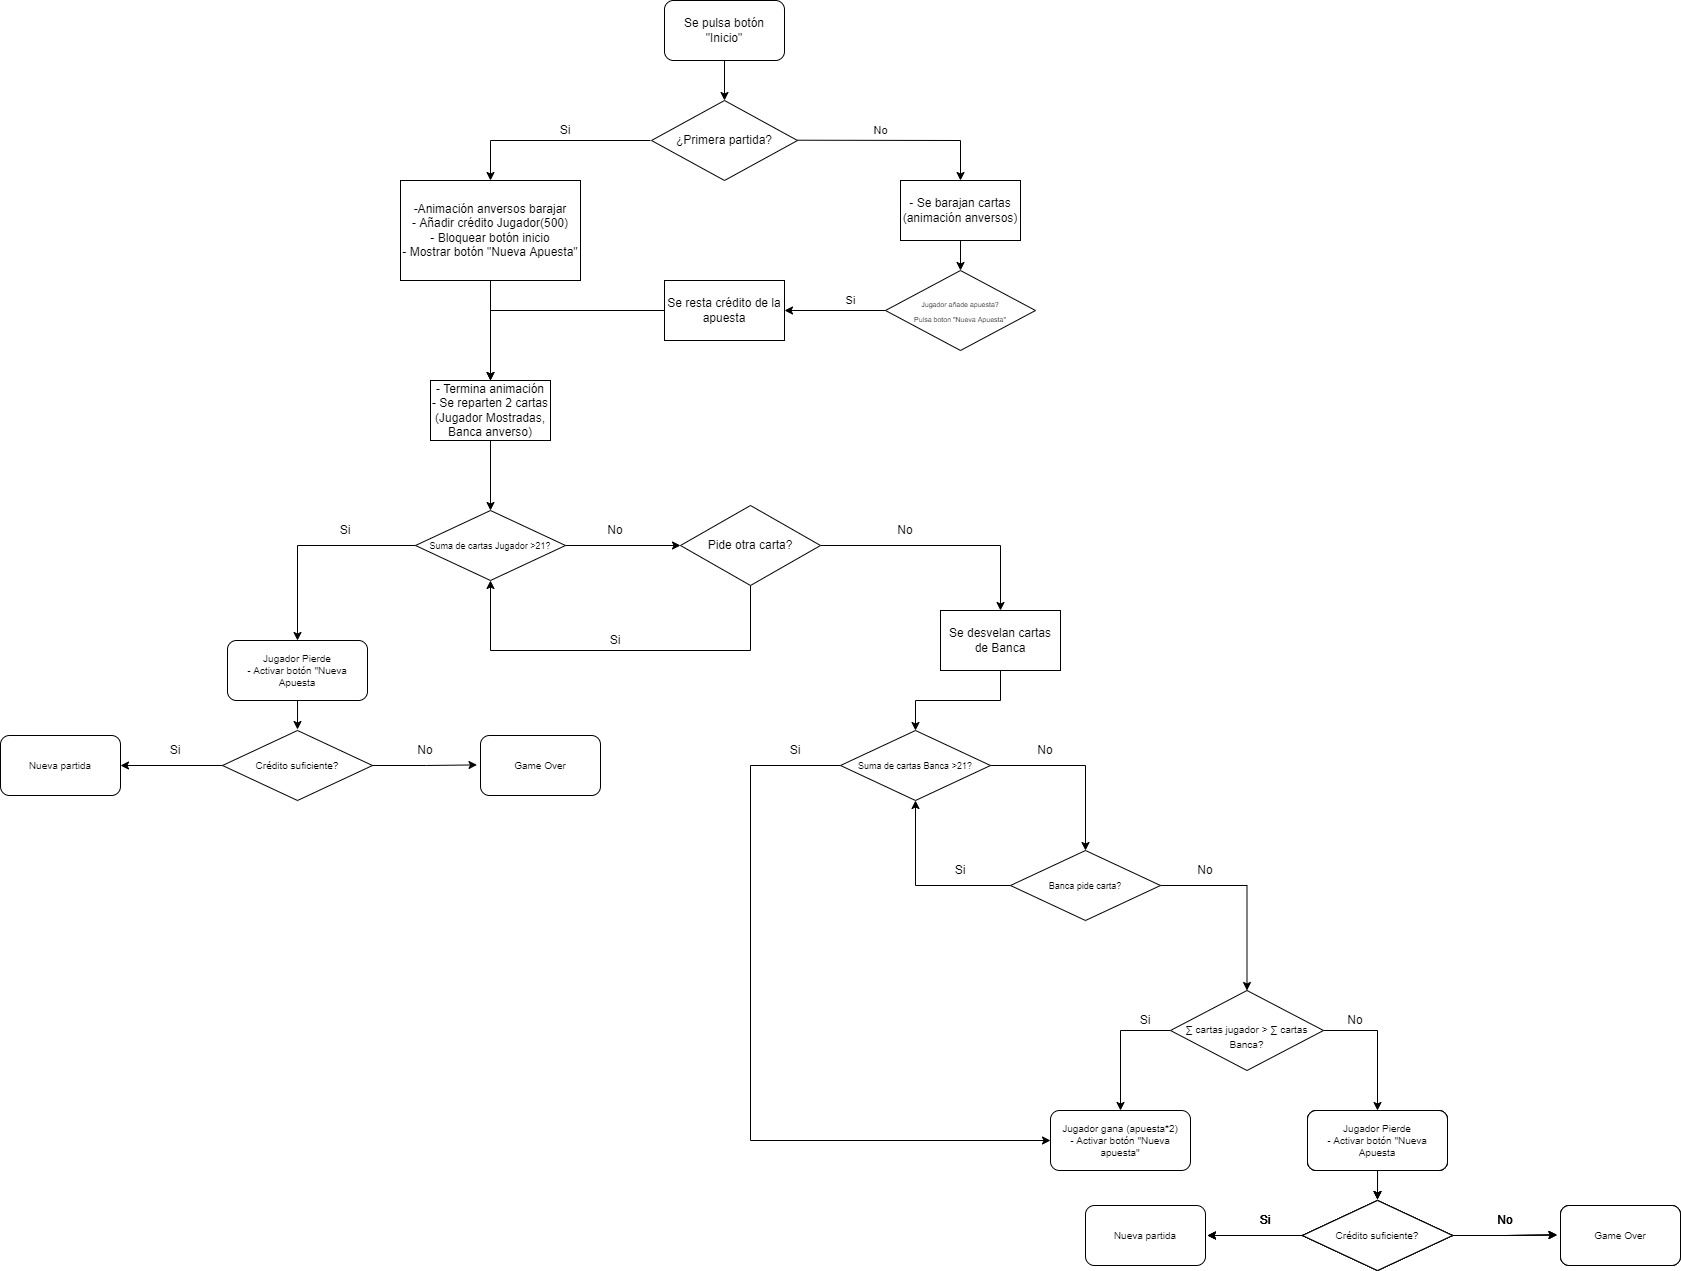 Se pulsa botón
"Inicio"
¿Primera partida?
Si
No
-Animación anversos barajar
- Añadir crédito Jugador(500)
- Bloquear botón inicio
- Mostrar botón "Nueva Apuesta"
- Se barajan cartas
(animación anversos)
Se resta crédito de la
apuesta
Si
Jugador añade apuesta?
Pulsa boton "Nueva Apuesta"
- Termina animación
- Se reparten 2 cartas
(Jugador Mostradas,
Banca anverso)
Si
Suma de cartas Jugador >21?
No
Pide otra carta?
No
Si
Se desvelan cartas
de Banca
Jugador Pierde
- Activar botón "Nueva
Apuesta
Nueva partida
Si
Crédito suficiente?
No
Game Over
Si
Suma de cartas Banca >21?
No
Si
Banca pide carta?
No
Si
∑ cartas jugador > ∑ cartas
Banca?
No
Jugador gana (apuesta*2)
- Activar botón "Nueva
apuesta"
Jugador Pierde
- Activar botón "Nueva
Apuesta
Nueva partida
Si
Crédito suficiente?
No
Game Over